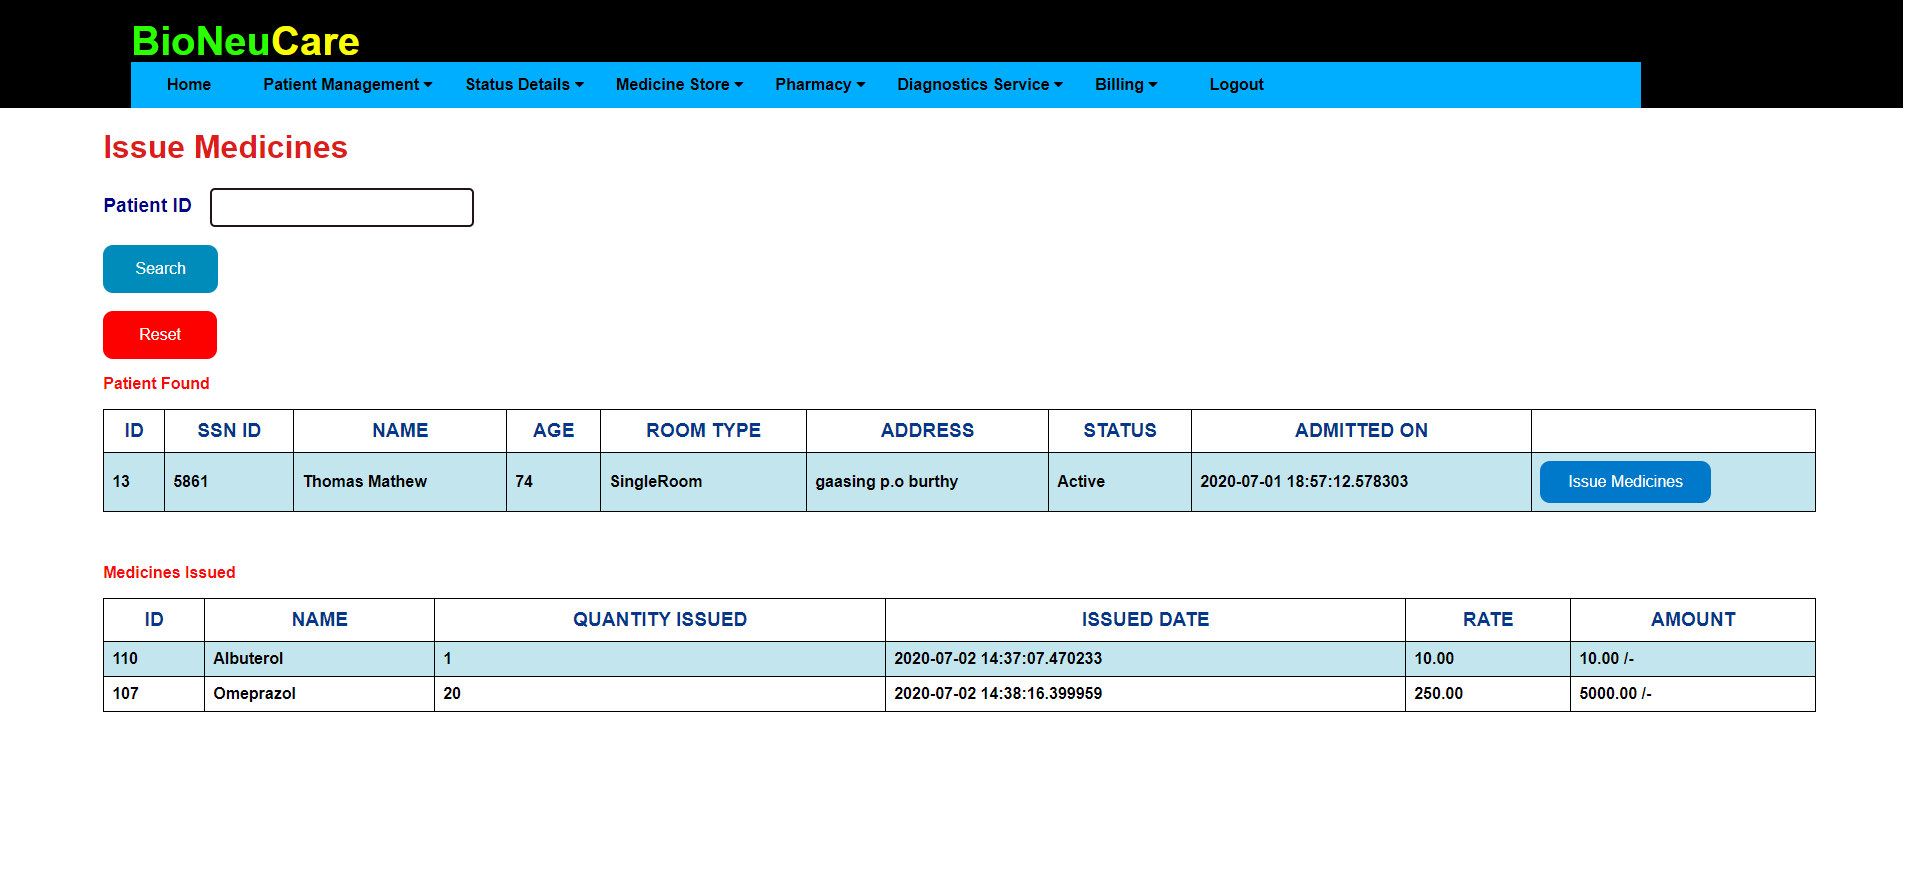 BioNeuCare
Home Patient Management Status Details Medicine Store Pharmacy Diagnostics Service Billing Logout
Issue Medicines
Patient ID
Search
Reset
Patient Found
ID SSN ID NAME AGE ROOM TYPE ADDRESS STATUS ADMITTED ON
13 5861 Thomas Mathew 74 SingleRoom gaasing p.o burthy Active 2020-07-01 18:57:12.578303 Issue Medicines
Medicines Issued
ID NAME QUANTITY ISSUED ISSUED DATE RATE AMOUNT
110 Albuterol 1 2020-07-02 14:37:07.470233 10.00 10.00 /-
107 Omeprazol 20 2020-07-02 14:38:16.399959 250.00 5000.00 /-